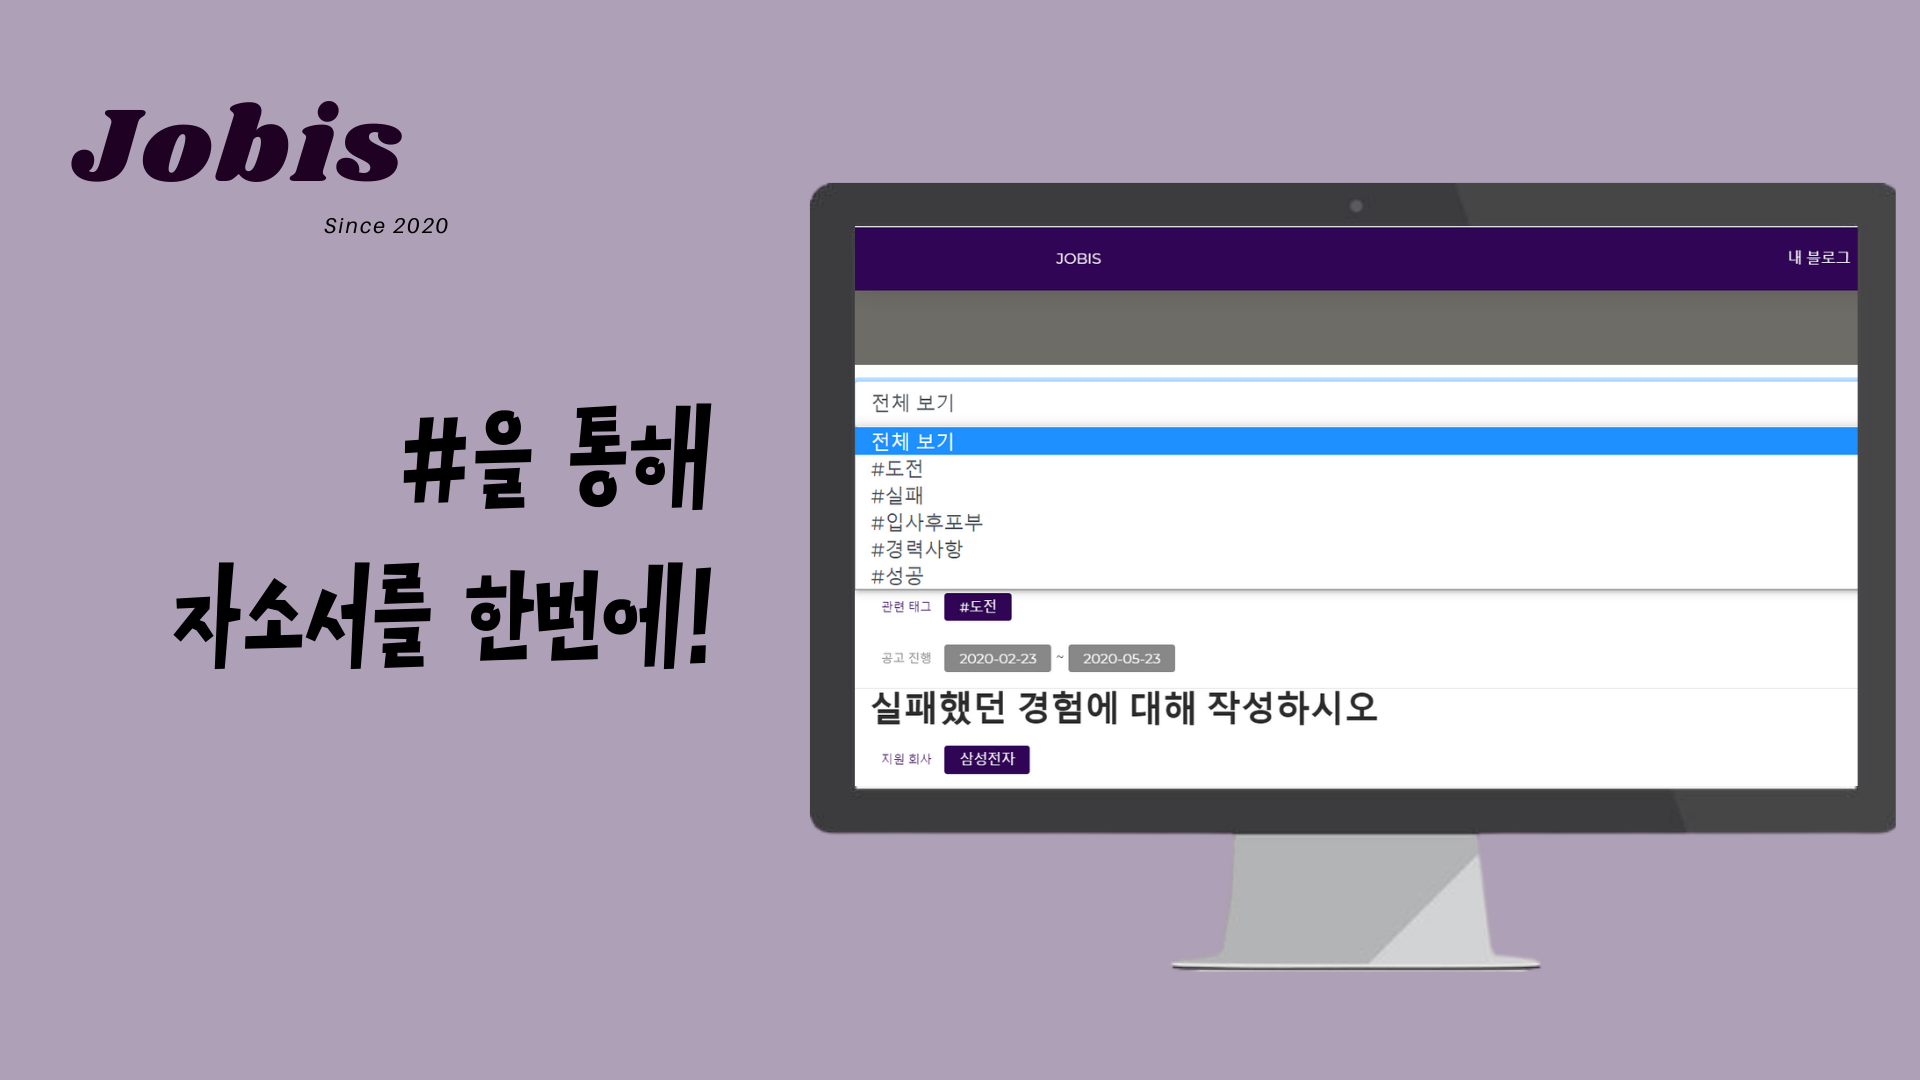 Jobis
Since 2020
#을 통해
자소서를 한번에!
JOBIS
내 블로그
전체 보기
전체 보기
#도전
#실패
#입사후포부
#경력사항
#성공
관련 태그 #도전
공고 진행 2020-02-23 ~ 2020-05-23
실패했던 경험에 대해 작성하시오
지원 회사 삼성전자